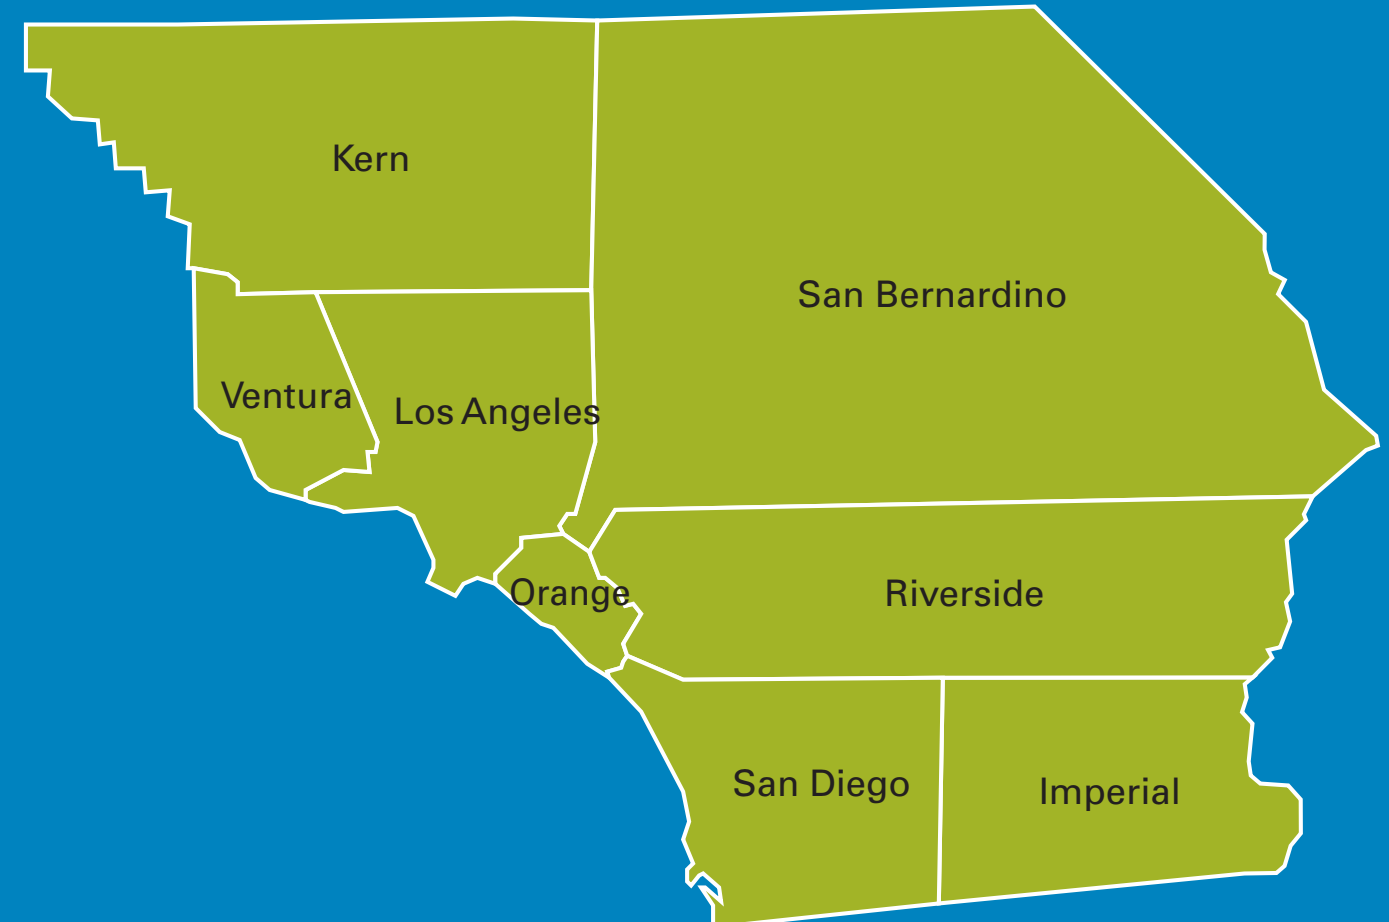 Kern
San Bernardino
Ventura
Los Angeles
Orange
Riverside
San Diego
Imperial